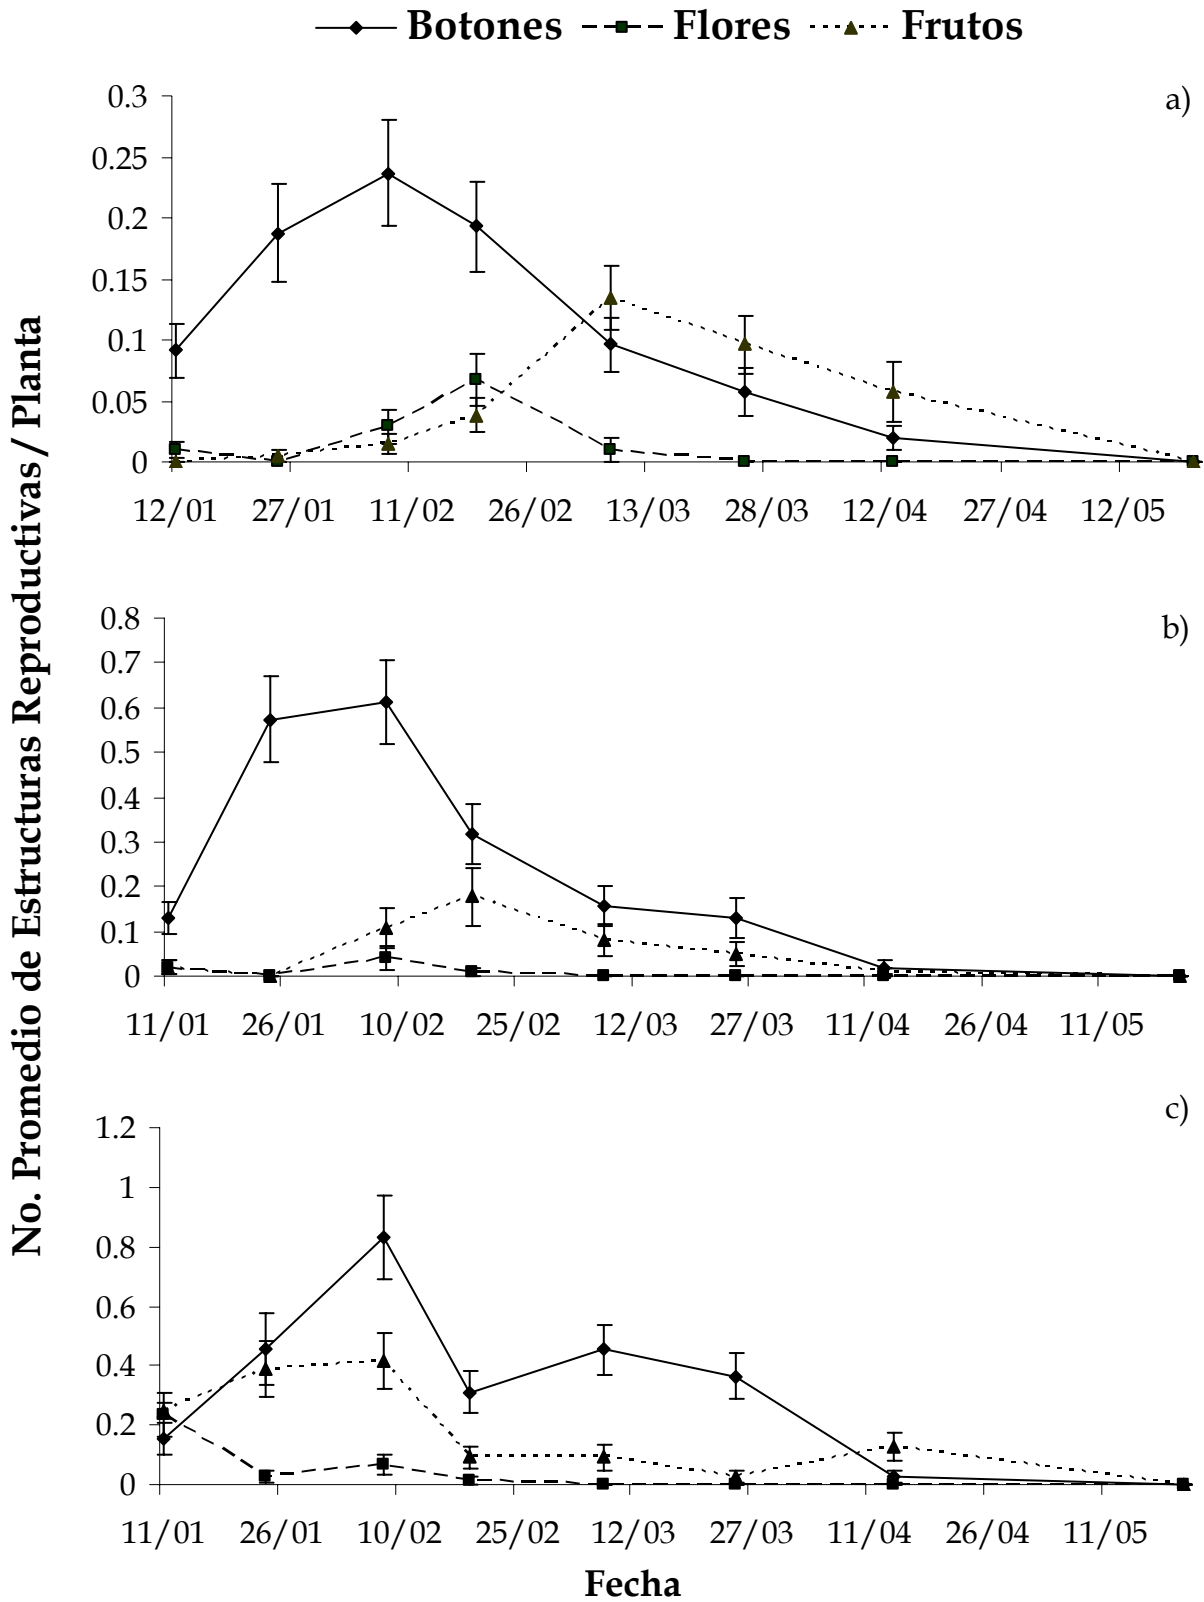 Botones Flores Frutos
No. Promedio de Estructuras Reproductivas / Planta
a)
0.3
0.25
0.2
0.15
0.1
0.05
0
12/01 27/01 11/02 26/02 13/03 28/03 12/04 27/04 12/05
b)
0.8
0.7
0.6
0.5
0.4
0.3
0.2
0.1
0
11/01 26/01 10/02 25/02 12/03 27/03 11/04 26/04 11/05
c)
1.2
1
0.8
0.6
0.4
0.2
0
11/01 26/01 10/02 25/02 12/03 27/03 11/04 26/04 11/05
Fecha